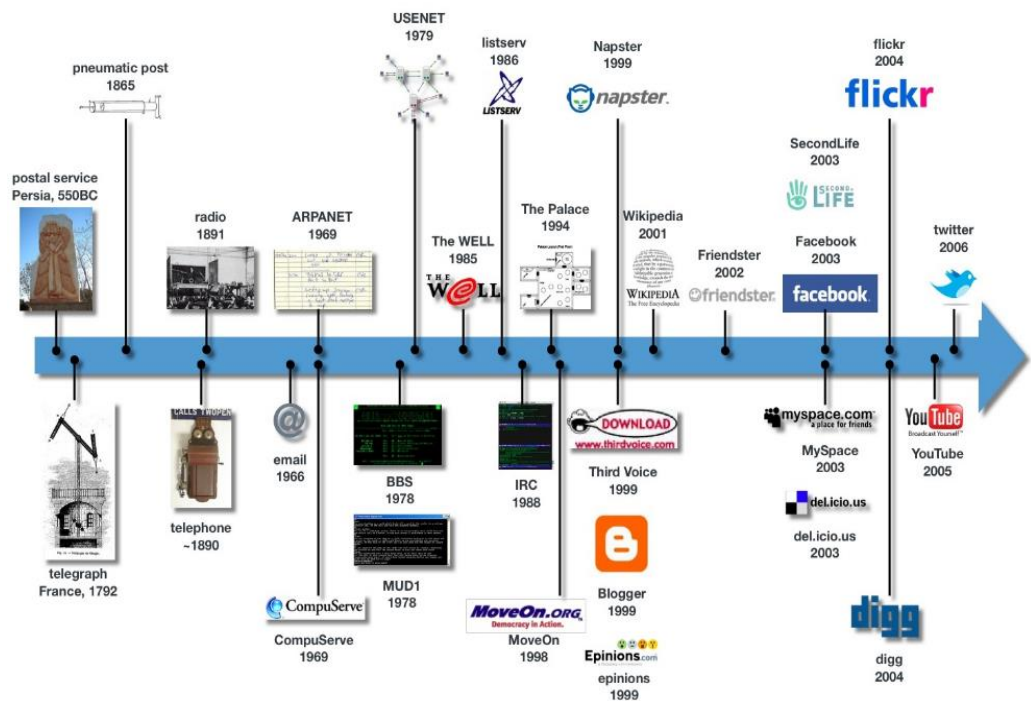 USENET
1979
listserv
1986
LISTSERV
Napster
1999
napster.
flickr
2004
flickr
pneumatic post
1865
SecondLife
2003
SECOND
LIFE
postal service
Persia, 550BC
radio
1891
ARPANET
1969
The WELL
1985
THE
WELL
The Palace
1994
Wikipedia
2001
WIKIPEDIA
The Free Encyclopedia
Friendster
2002
friendster
Facebook
2003
facebook
twitter
2006
telegraph
France, 1792
CALLS TWOPEN
telephone
~1890
@
email
1966
CompuServe
CompuServe
1969
BBS
1978
MUD1
1978
IRC
1988
MoveOn.ORG
Democracy in Action.
MoveOn
1998
DOWNLOAD
www.thirdvoice.com
Third Voice
1999
Blogger
1999
Epinions.com
epinions
1999
myspace.com
a place for friends
MySpace
2003
del.icio.us
del.icio.us
2003
digg
digg
2004
YouTube
Broadcast Yourself™
YouTube
2005